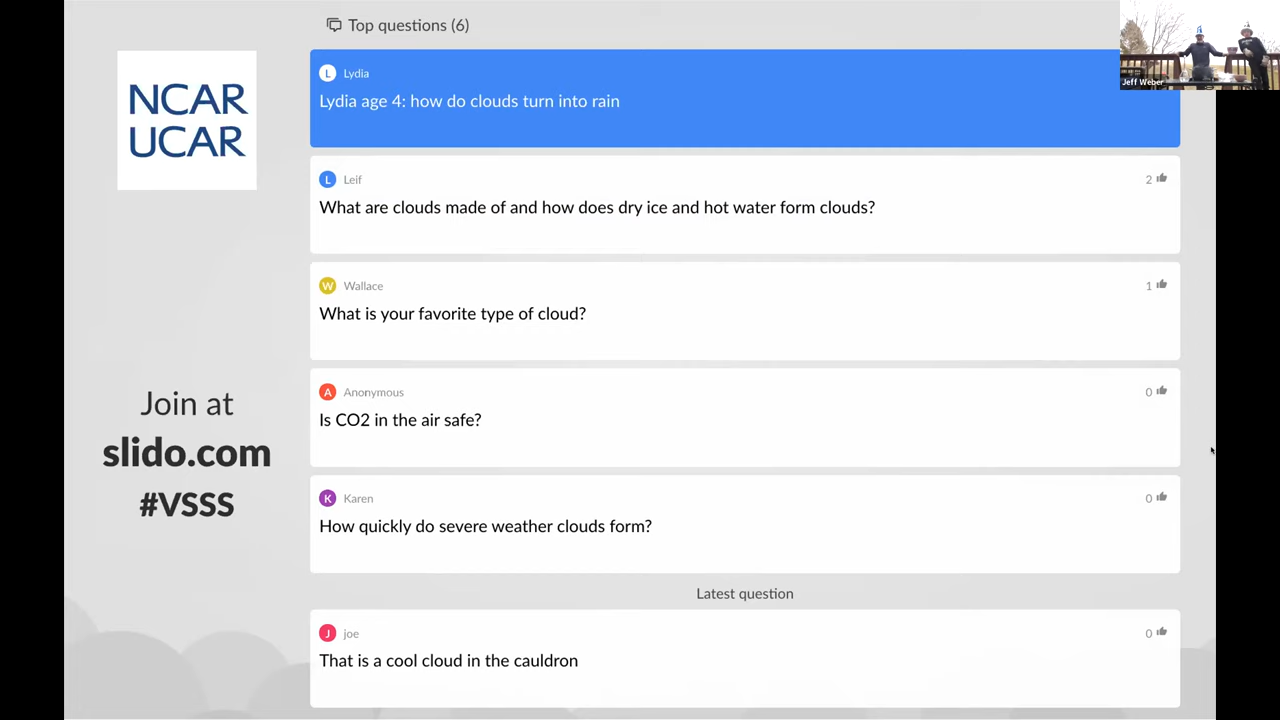 Top questions (6)
NCAR
UCAR
L Lydia
Lydia age 4: how do clouds turn into rain
Jeff Weber
L Leif 2
What are clouds made of and how does dry ice and hot water form clouds?
W Wallace 1
What is your favorite type of cloud?
A Anonymous 0
Is CO2 in the air safe?
K Karen 0
How quickly do severe weather clouds form?
Join at
slido.com
#VSSS
Latest question
J joe 0
That is a cool cloud in the cauldron